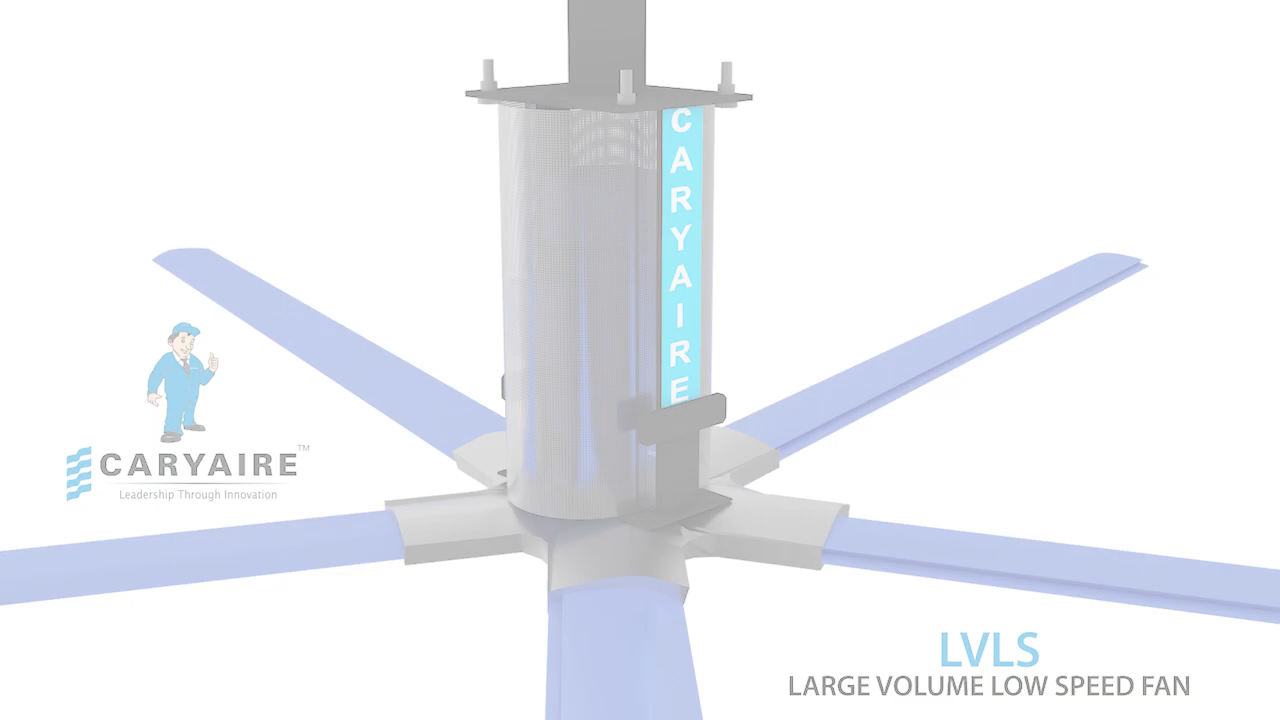 CARYAIRE
CARYAIRE™
Leadership Through Innovation
LVLS
LARGE VOLUME LOW SPEED FAN